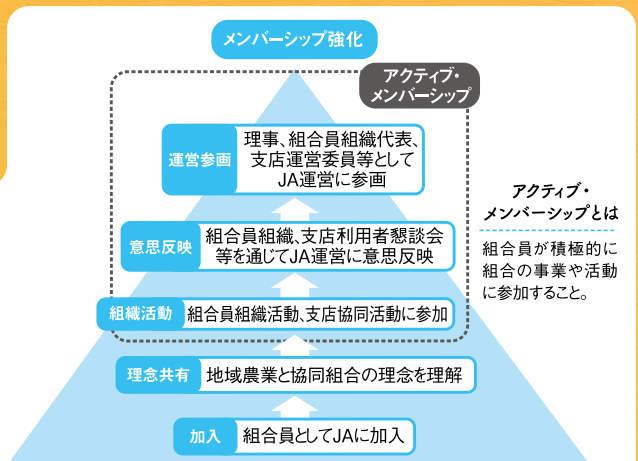 メンバーシップ強化
アクティブ・
メンバーシップ
運営参画
理事、組合員組織代表、
支店運営委員等として
JA運営に参画
意思反映
組合員組織、支店利用者懇談会
等を通じてJA運営に意思反映
組織活動
組合員組織活動、支店協同活動に参加
理念共有
地域農業と協同組合の理念を理解
加入
組合員としてJAに加入
アクティブ・
メンバーシップとは
組合員が積極的に
組合の事業や活動
に参加すること。